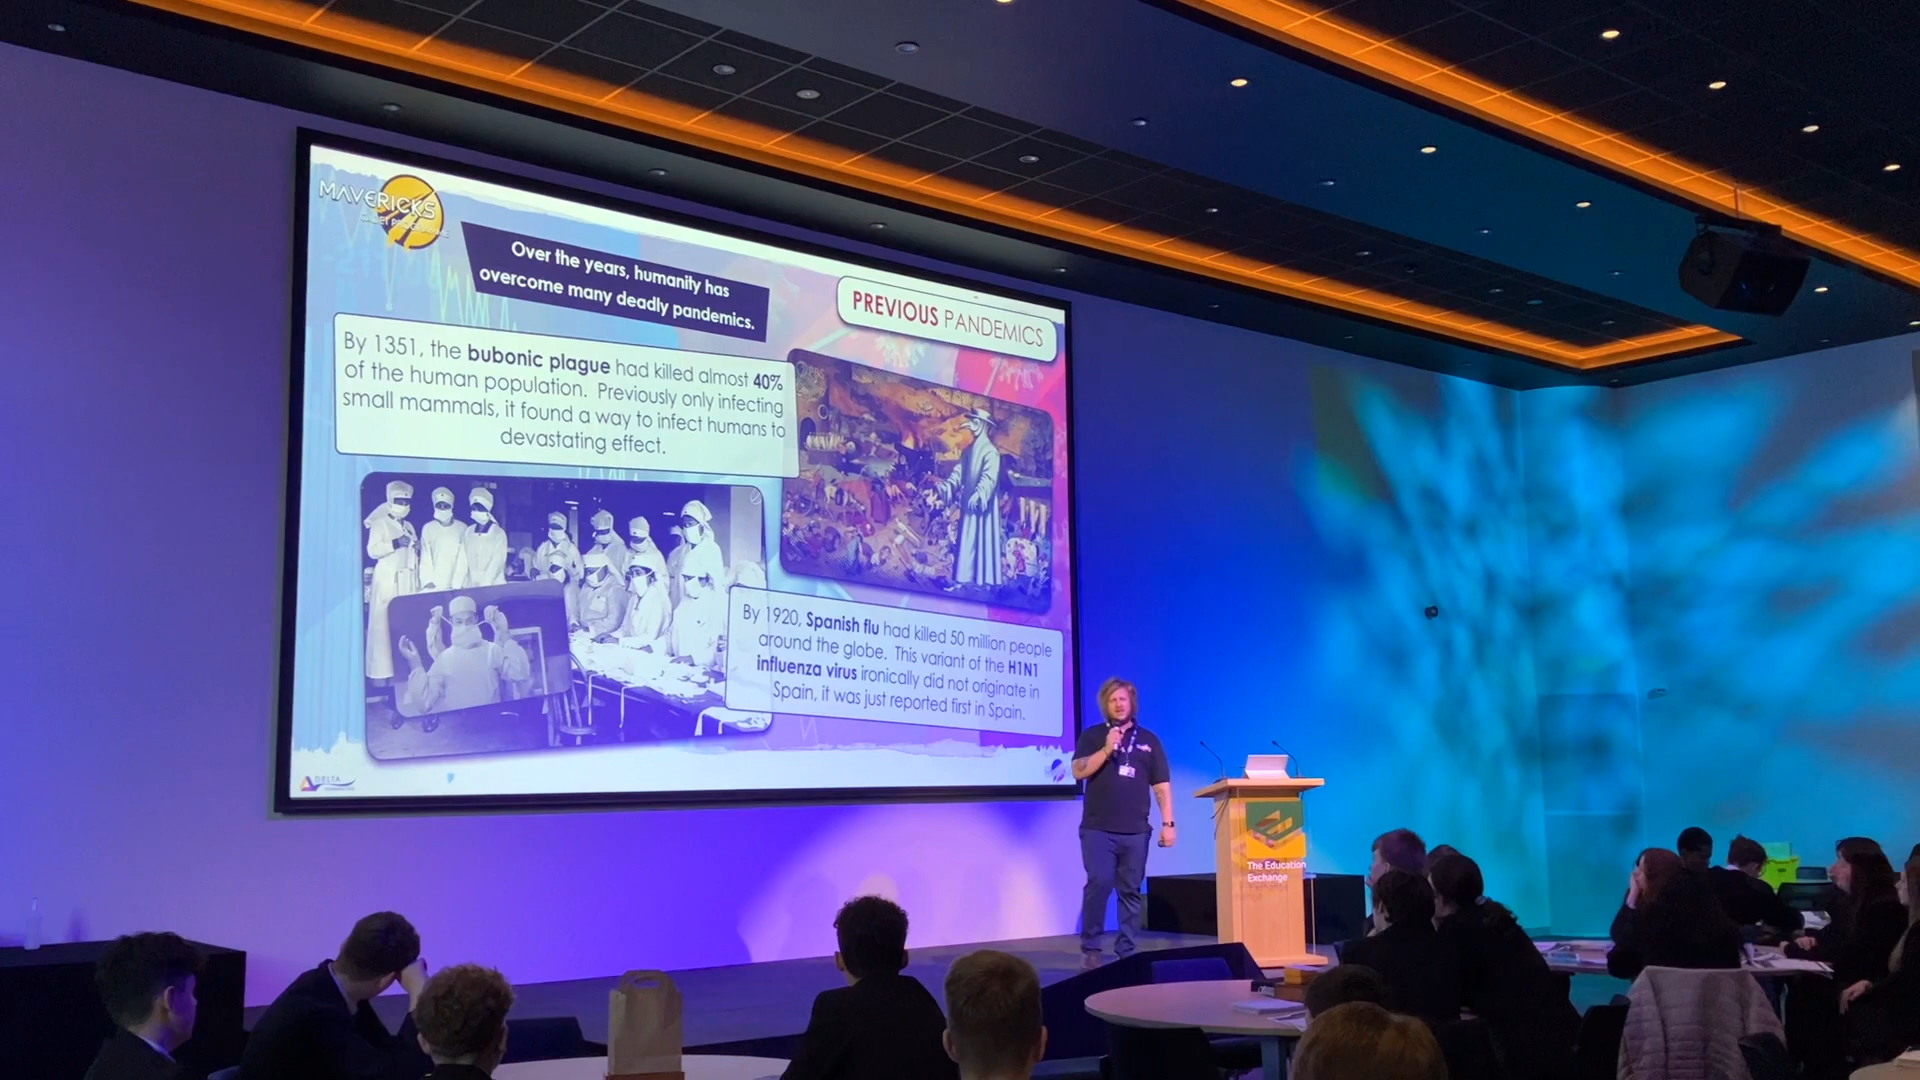 MAVERICKS
CADET PROGRAMME
Over the years, humanity has
overcome many deadly pandemics.
PREVIOUS PANDEMICS
By 1351, the bubonic plague had killed almost 40%
of the human population. Previously only infecting
small mammals, it found a way to infect humans to
devastating effect.
By 1920, Spanish flu had killed 50 million people
around the globe. This variant of the H1N1
influenza virus ironically did not originate in
Spain, it was just reported first in Spain.
DELTA
The Education
Exchange